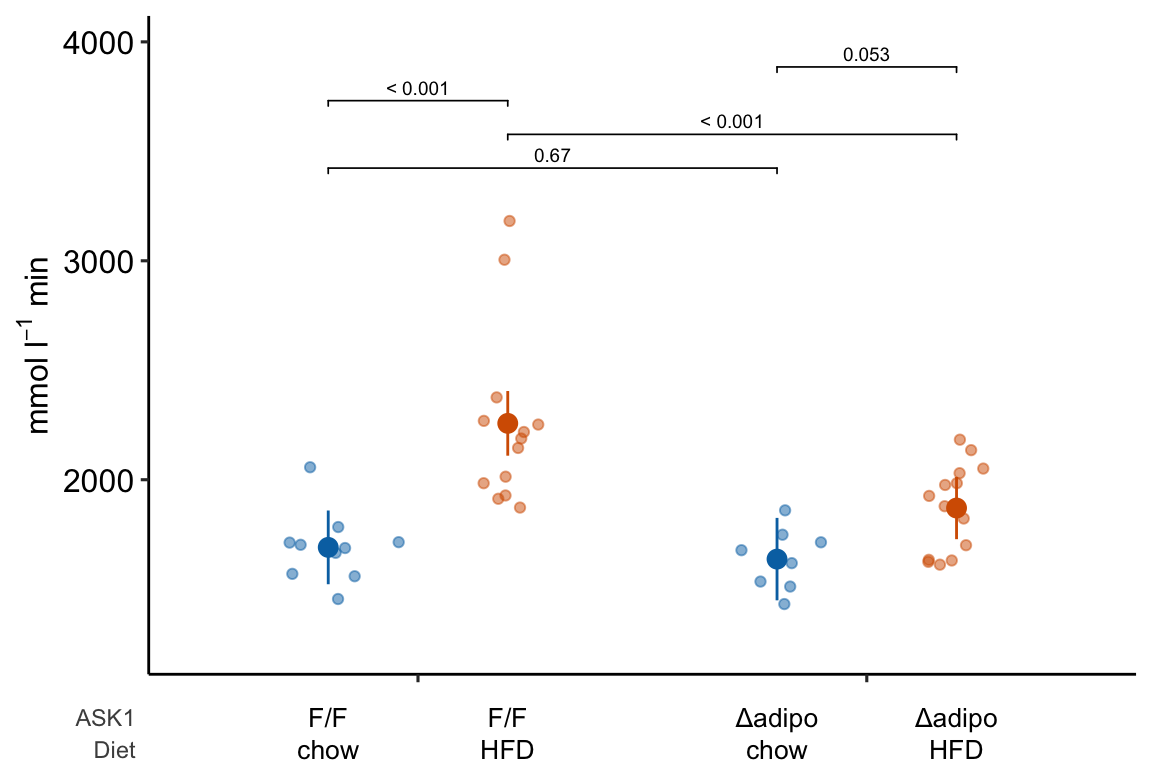 4000
0.053
< 0.001
< 0.001
0.67
3000
mmol l⁻¹ min
2000
ASK1 F/F F/F Δadipo Δadipo
Diet chow HFD chow HFD